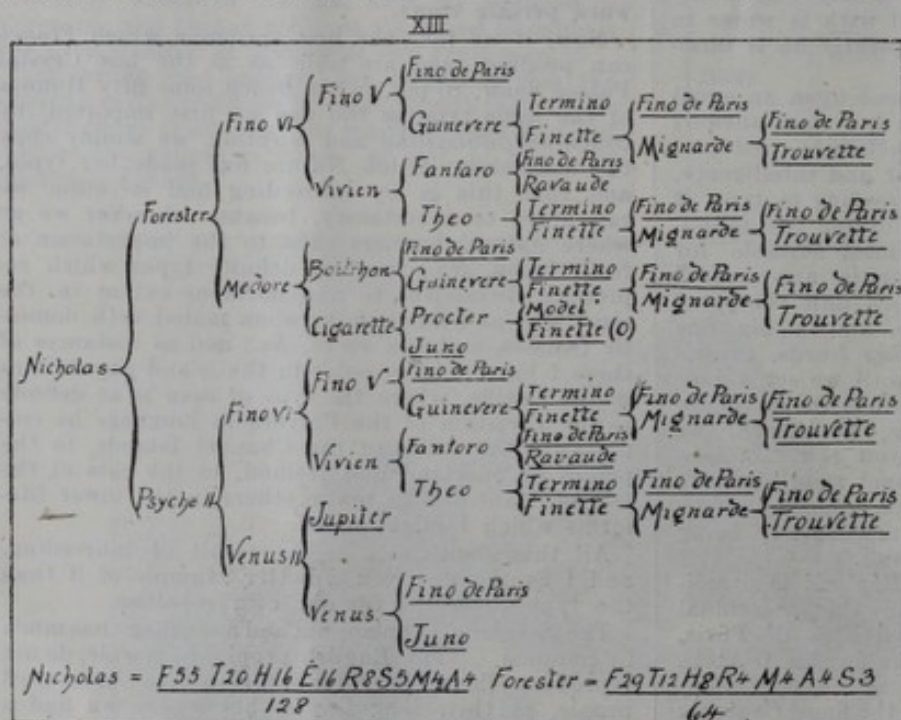 XIII
Fino de Paris
Fino V
Termino Fino de Paris
Guinevere Fino de Paris
Fino VI Finette Mignarde
Trouvette
Fantaro Fino de Paris
Vivien Ravaude
Termino Fino de Paris Fino de Paris
Theo Finette Mignarde
Forester Trouvette
Fino de Paris
Termino Fino de Paris
Guinevere Finette Mignarde Fino de Paris
Medore Model Trouvette
Cigarette Procter Finette (O)
Juno
Nicholas
Fino de Paris
Fino V
Termino Fino de Paris Fino de Paris
Guinevere Finette Mignarde
Fino VI Trouvette
Fino de Paris
Vivien Fantoro Ravaude
Termino Fino de Paris Fino de Paris
Theo Finette Mignarde
Psyche II Trouvette
Jupiter
Venus II
Fino de Paris
Venus
Juno
Nicholas = F55 T20 H16 E16 R8 S5 M4 A4 Forester = F29 T12 H8 R4 M4 A4 S3
128 64